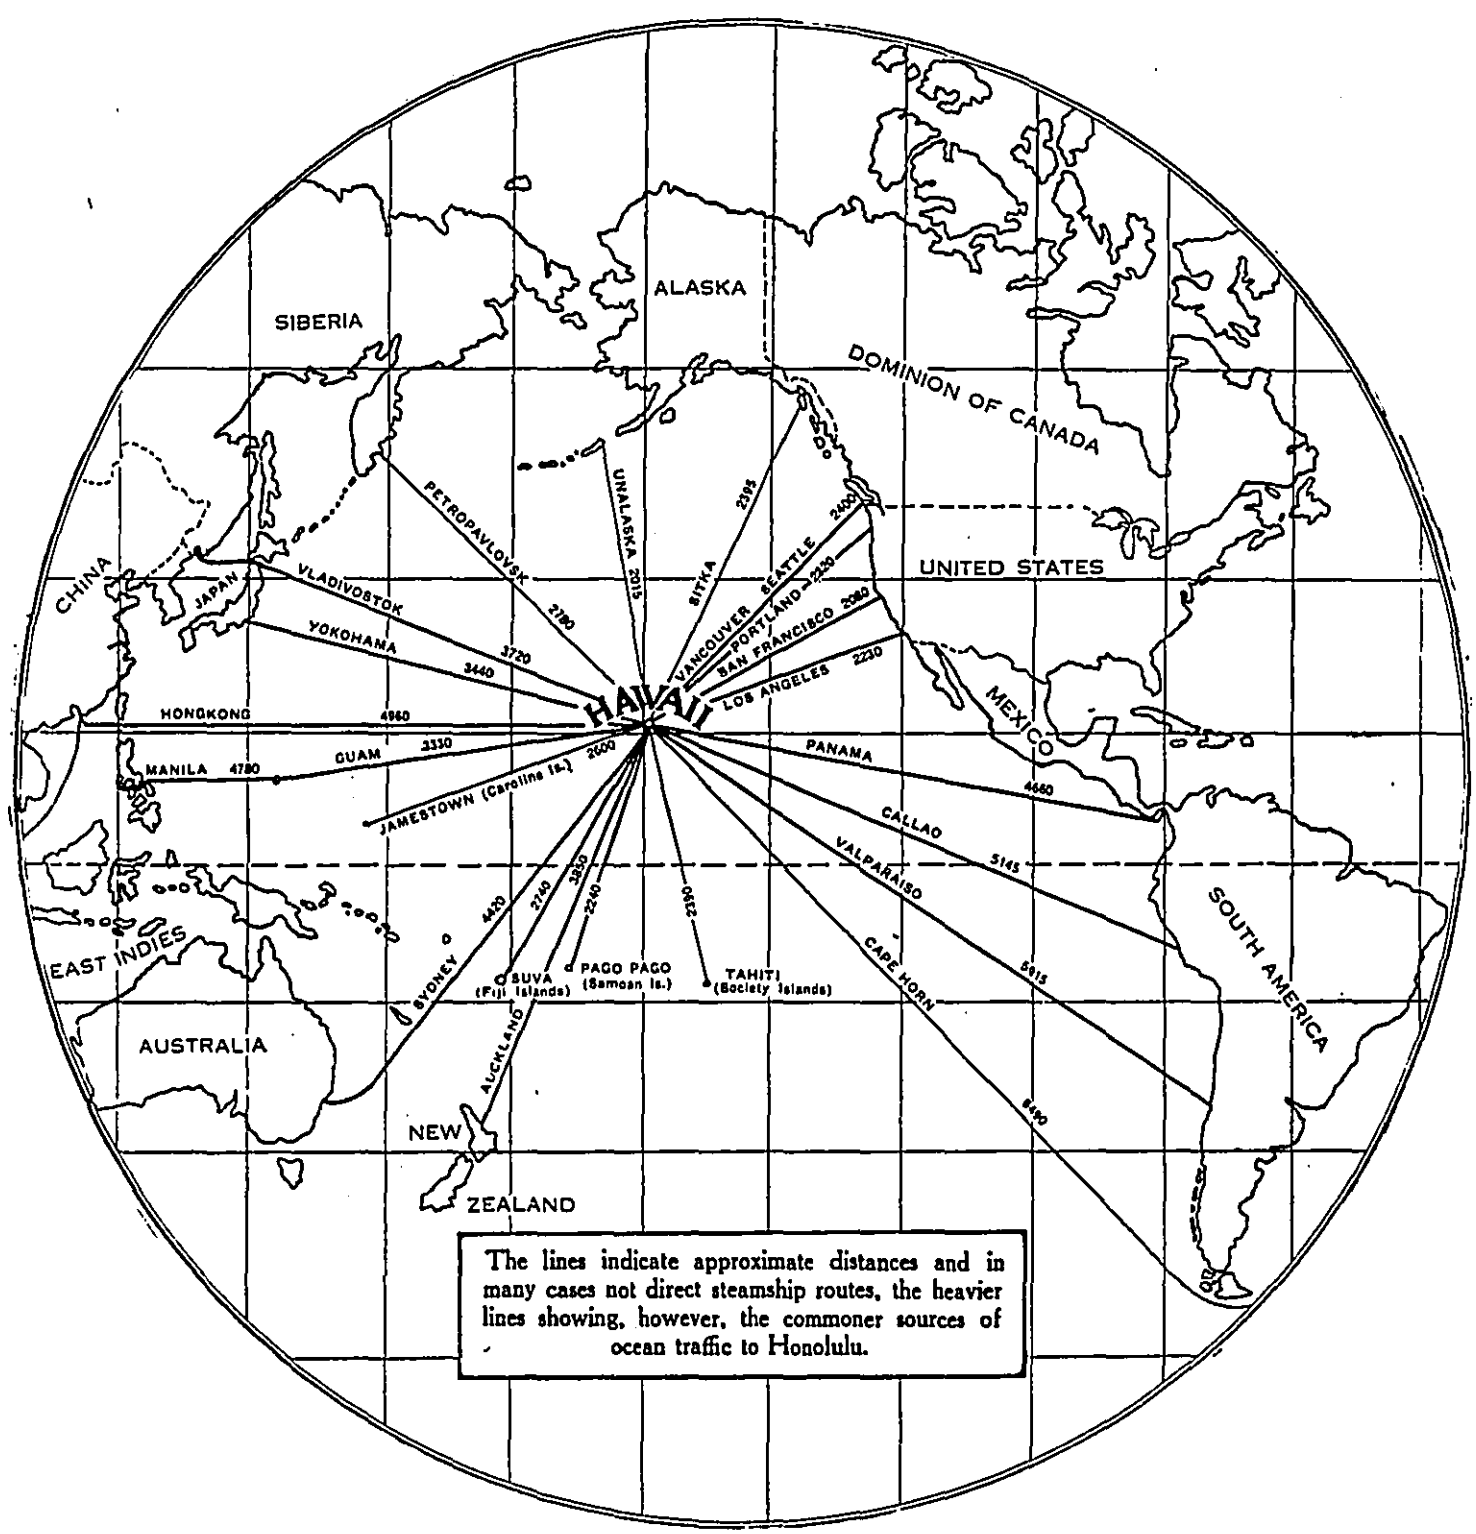 ALASKA
SIBERIA
DOMINION OF CANADA
UNALASKA 2015
2395
SITKA
PETROPAVLOVSK
2780
2400
VANCOUVER SEATTLE
PORTLAND 2320
SAN FRANCISCO 2080
LOS ANGELES 2230
UNITED STATES
CHINA
JAPAN
VLADIVOSTOK
3720
YOKOHAMA
3440
HAWAII
MEXICO
HONGKONG
4960
GUAM
3330
MANILA 4780
JAMESTOWN (Caroline Is.) 2600
PANAMA
4660
CALLAO
5145
VALPARAISO
5915
CAPE HORN
6490
SOUTH AMERICA
4420
SYDNEY
2740
3850
2240
2390
EAST INDIES
SUVA
(Fiji Islands)
PAGO PAGO
(Samoan Is.)
TAHITI
(Society Islands)
AUCKLAND
AUSTRALIA
NEW
ZEALAND
The lines indicate approximate distances and in
many cases not direct steamship routes, the heavier
lines showing, however, the commoner sources of
ocean traffic to Honolulu.